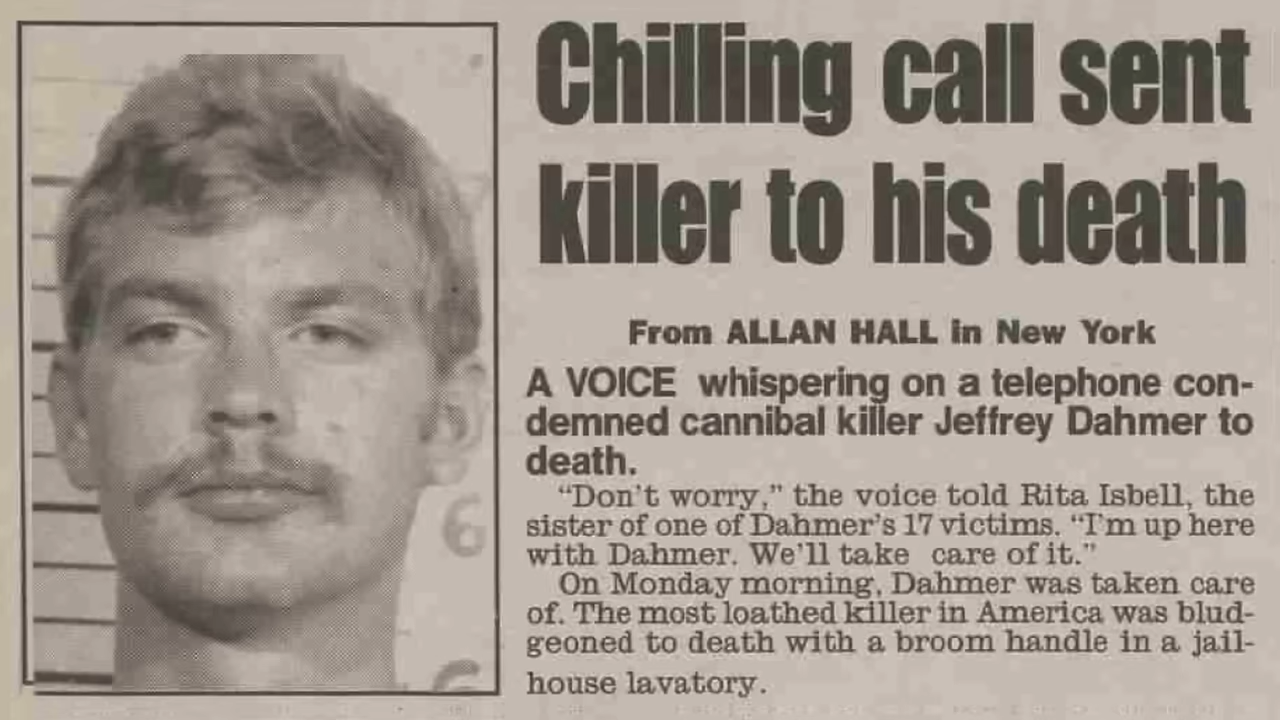 Chilling call sent
killer to his death
From ALLAN HALL in New York
A VOICE whispering on a telephone con-
demned cannibal killer Jeffrey Dahmer to
death.
"Don't worry," the voice told Rita Isbell, the
sister of one of Dahmer's 17 victims. "I'm up here
with Dahmer. We'll take care of it."
On Monday morning, Dahmer was taken care
of. The most loathed killer in America was blud-
geoned to death with a broom handle in a jail-
house lavatory.
6
6